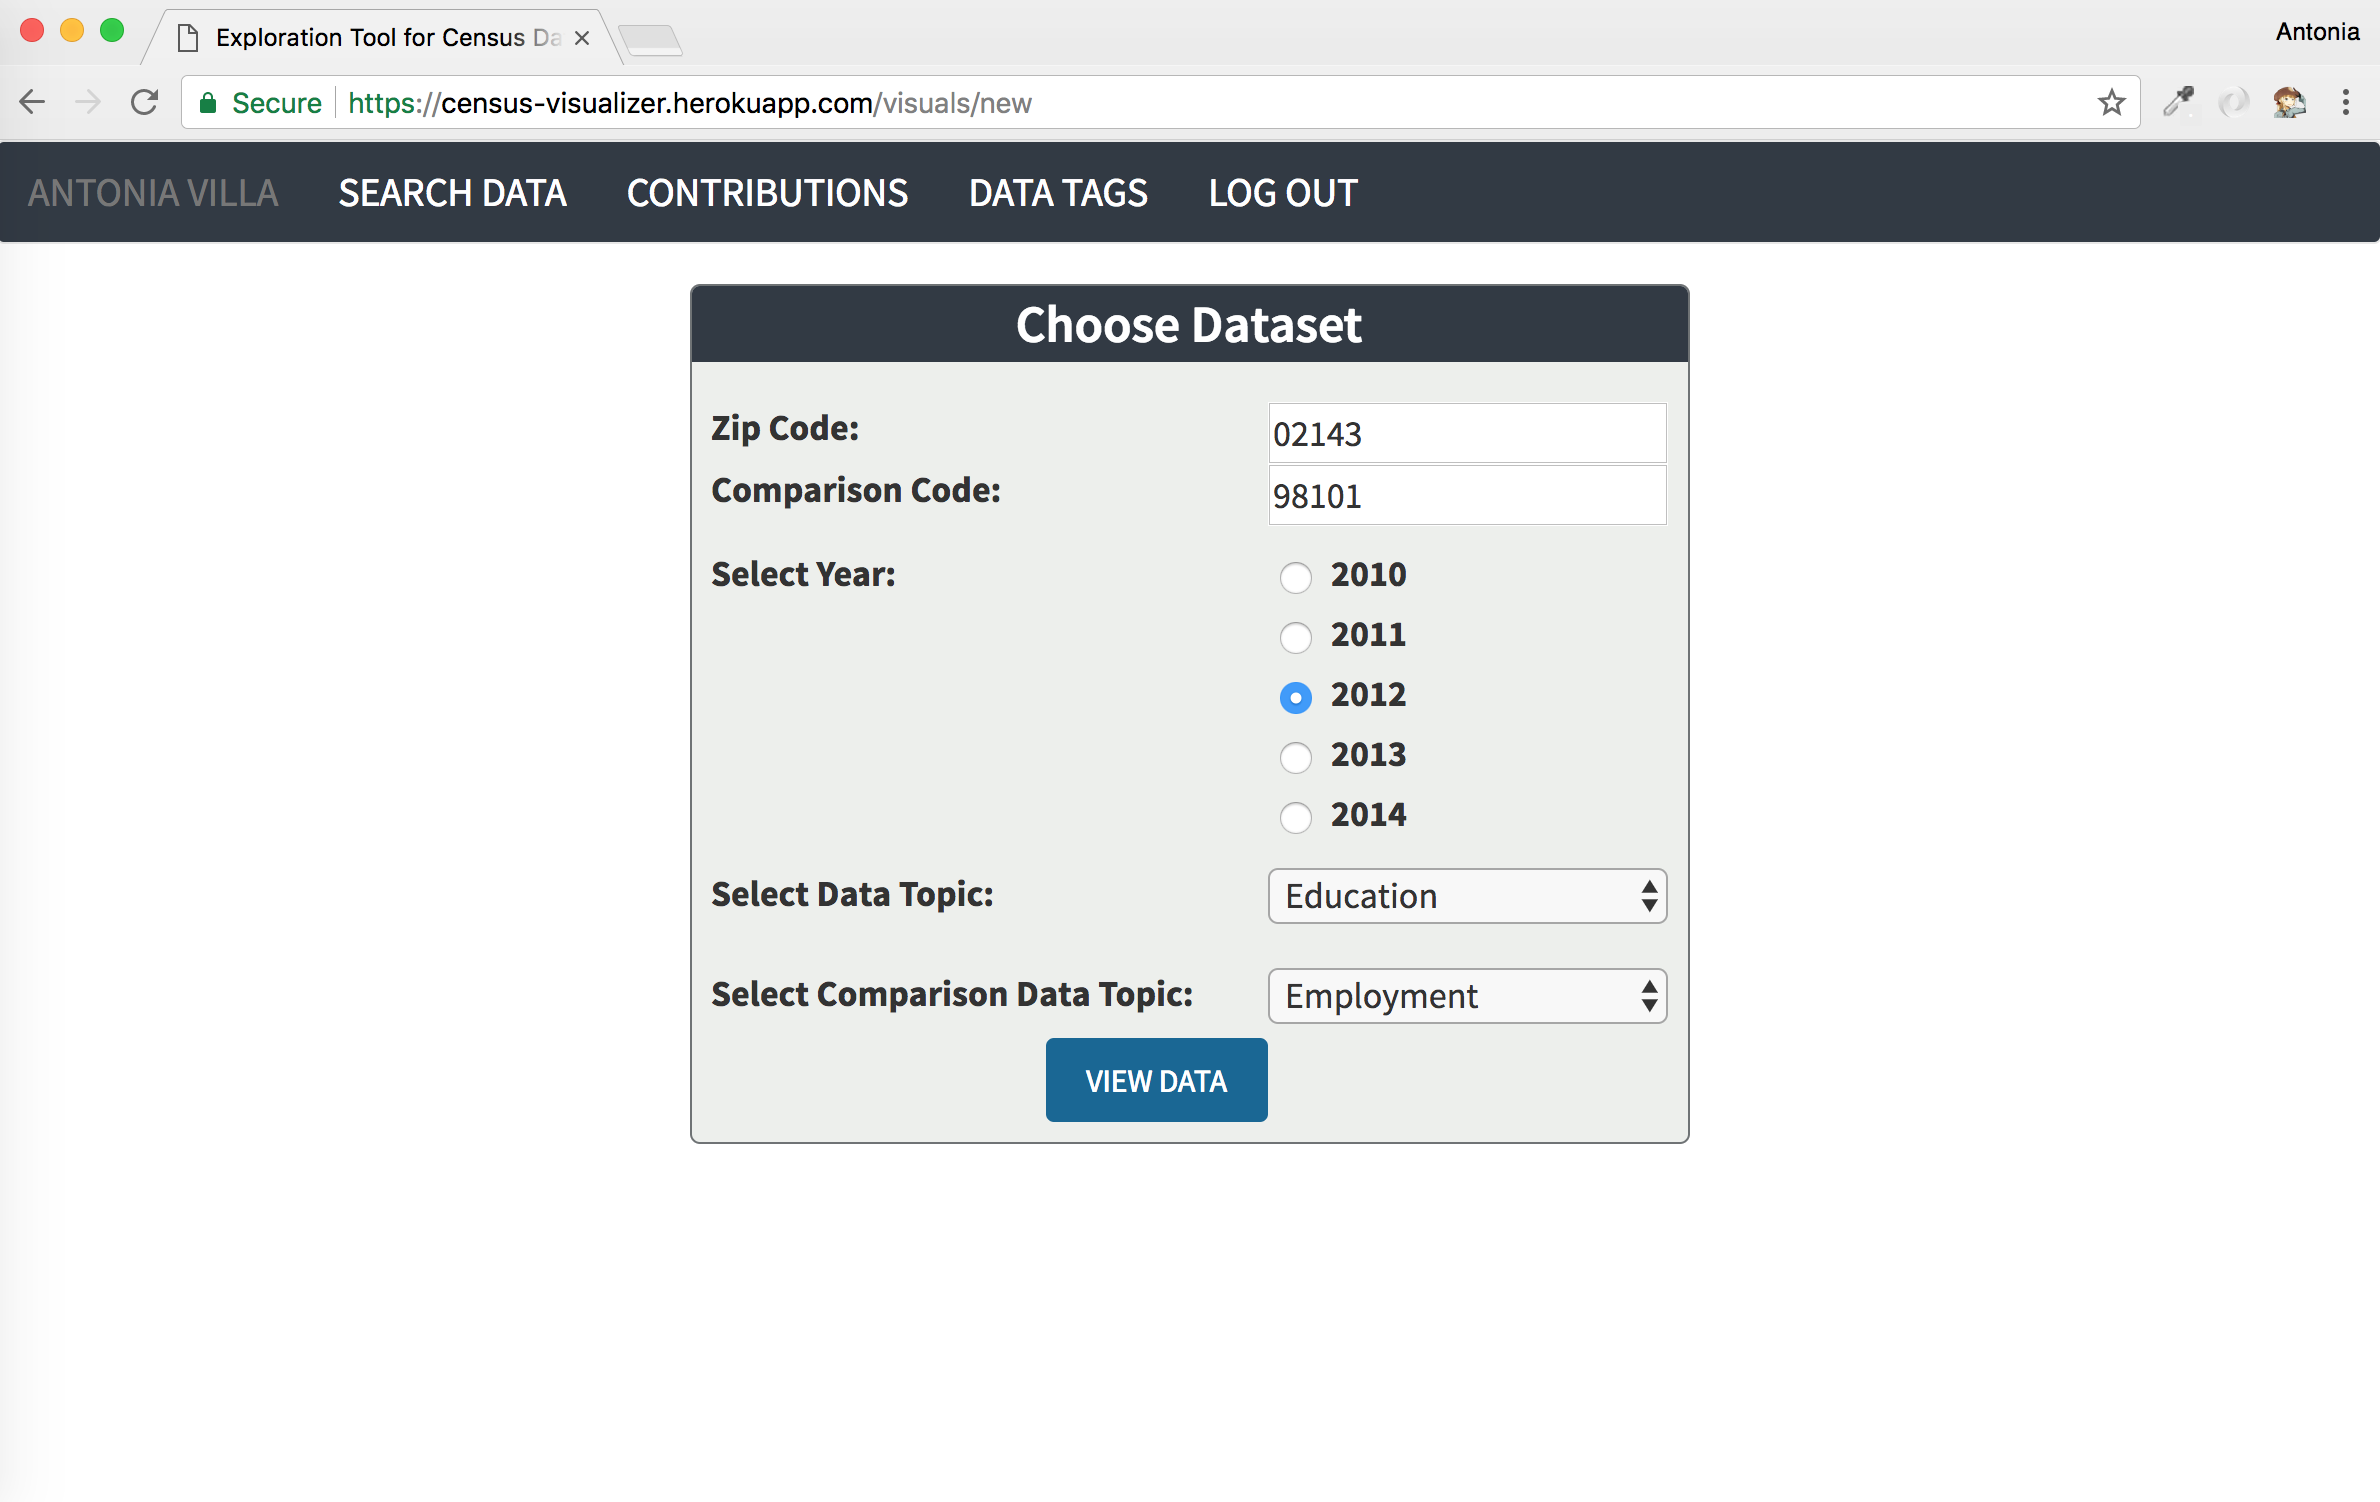 Exploration Tool for Census Da
Antonia
Secure https://census-visualizer.herokuapp.com/visuals/new
ANTONIA VILLA SEARCH DATA CONTRIBUTIONS DATA TAGS LOG OUT
Choose Dataset
Zip Code: 02143
Comparison Code: 98101
Select Year: 2010
2011
2012
2013
2014
Select Data Topic: Education
Select Comparison Data Topic: Employment
VIEW DATA